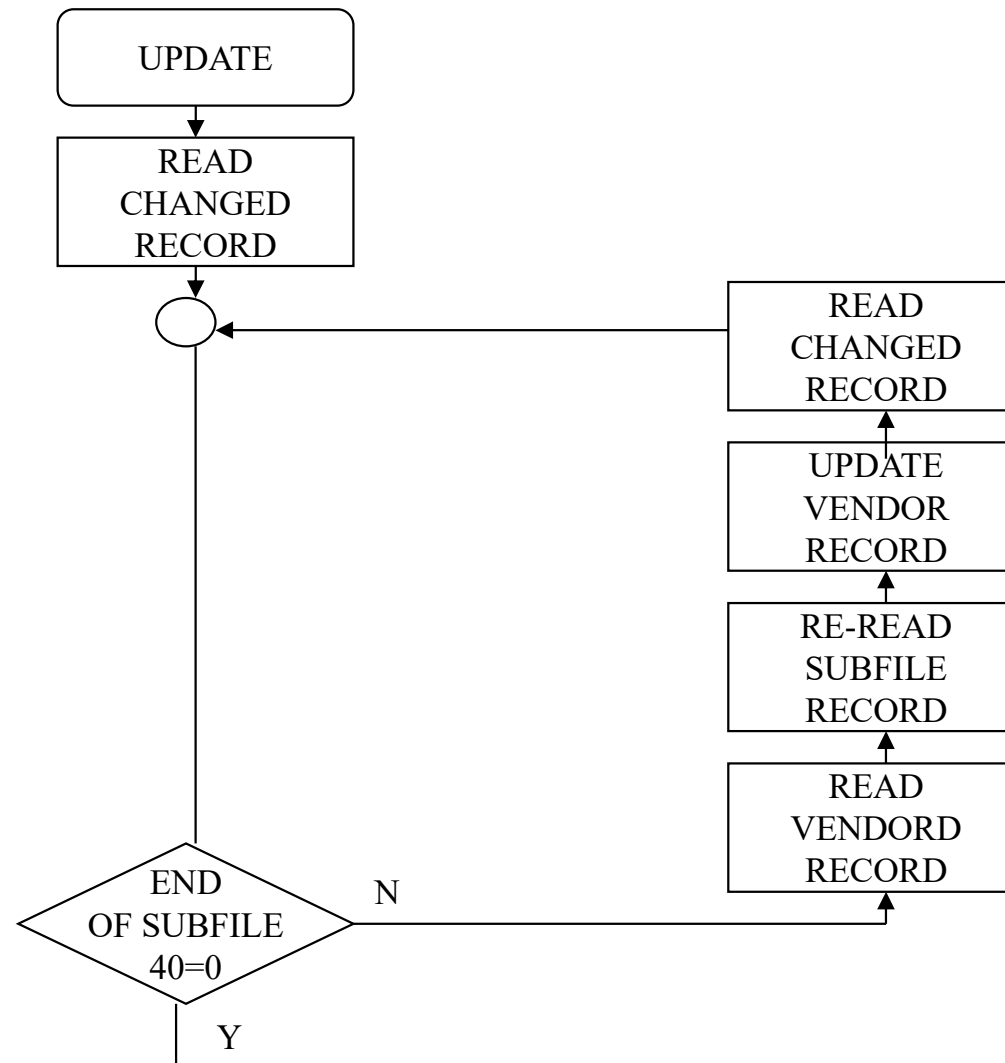 UPDATE
READ
CHANGED
RECORD
READ
CHANGED
RECORD
UPDATE
VENDOR
RECORD
RE-READ
SUBFILE
RECORD
READ
VENDORD
RECORD
END
OF SUBFILE
40=0
N
Y